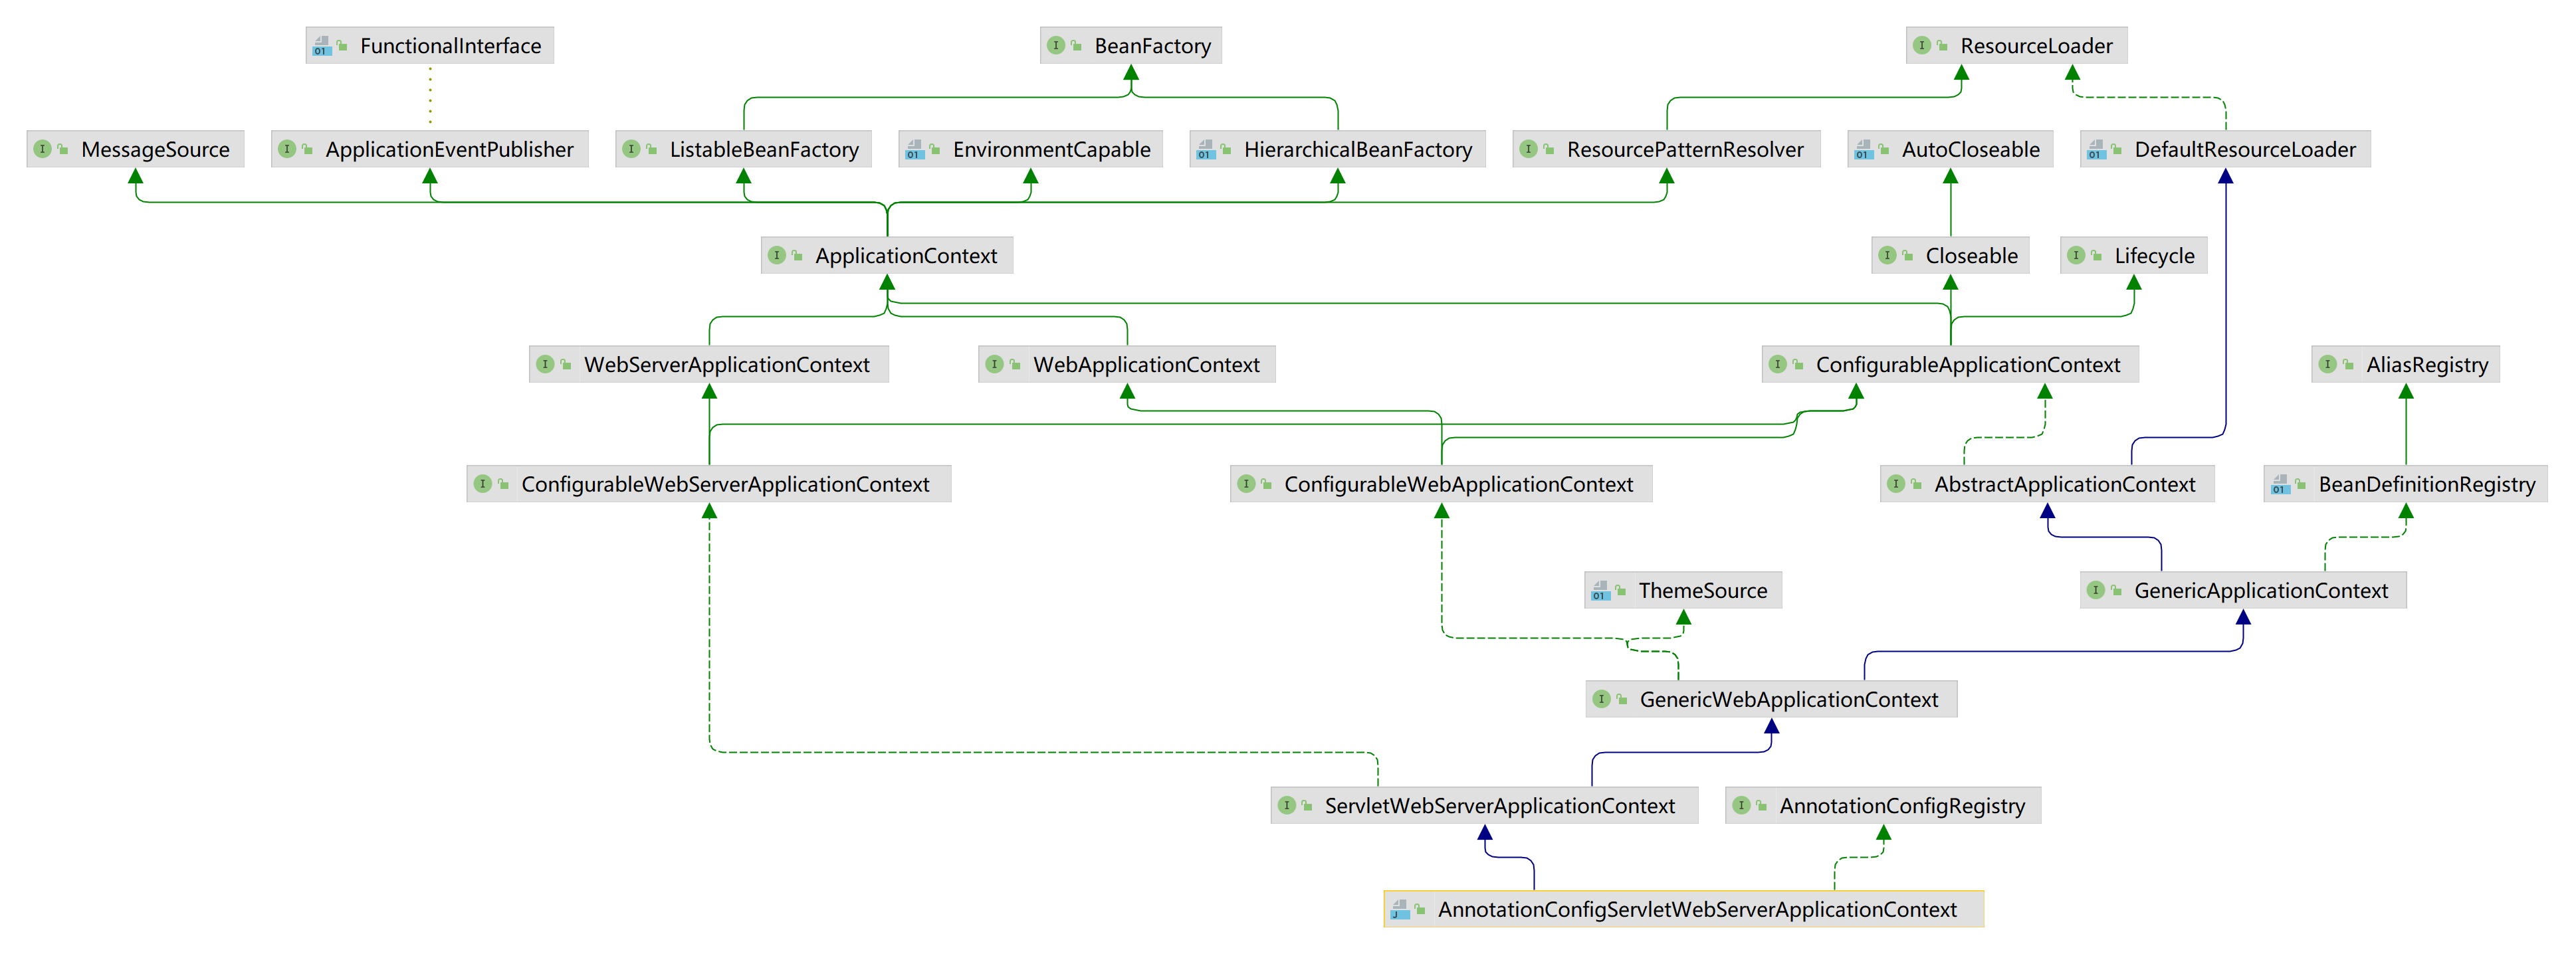 FunctionalInterface
BeanFactory
ResourceLoader
MessageSource
ApplicationEventPublisher
ListableBeanFactory
EnvironmentCapable
HierarchicalBeanFactory
ResourcePatternResolver
AutoCloseable
DefaultResourceLoader
ApplicationContext
Closeable
Lifecycle
WebServerApplicationContext
WebApplicationContext
ConfigurableApplicationContext
AliasRegistry
ConfigurableWebServerApplicationContext
ConfigurableWebApplicationContext
AbstractApplicationContext
BeanDefinitionRegistry
ThemeSource
GenericApplicationContext
GenericWebApplicationContext
ServletWebServerApplicationContext
AnnotationConfigRegistry
AnnotationConfigServletWebServerApplicationContext